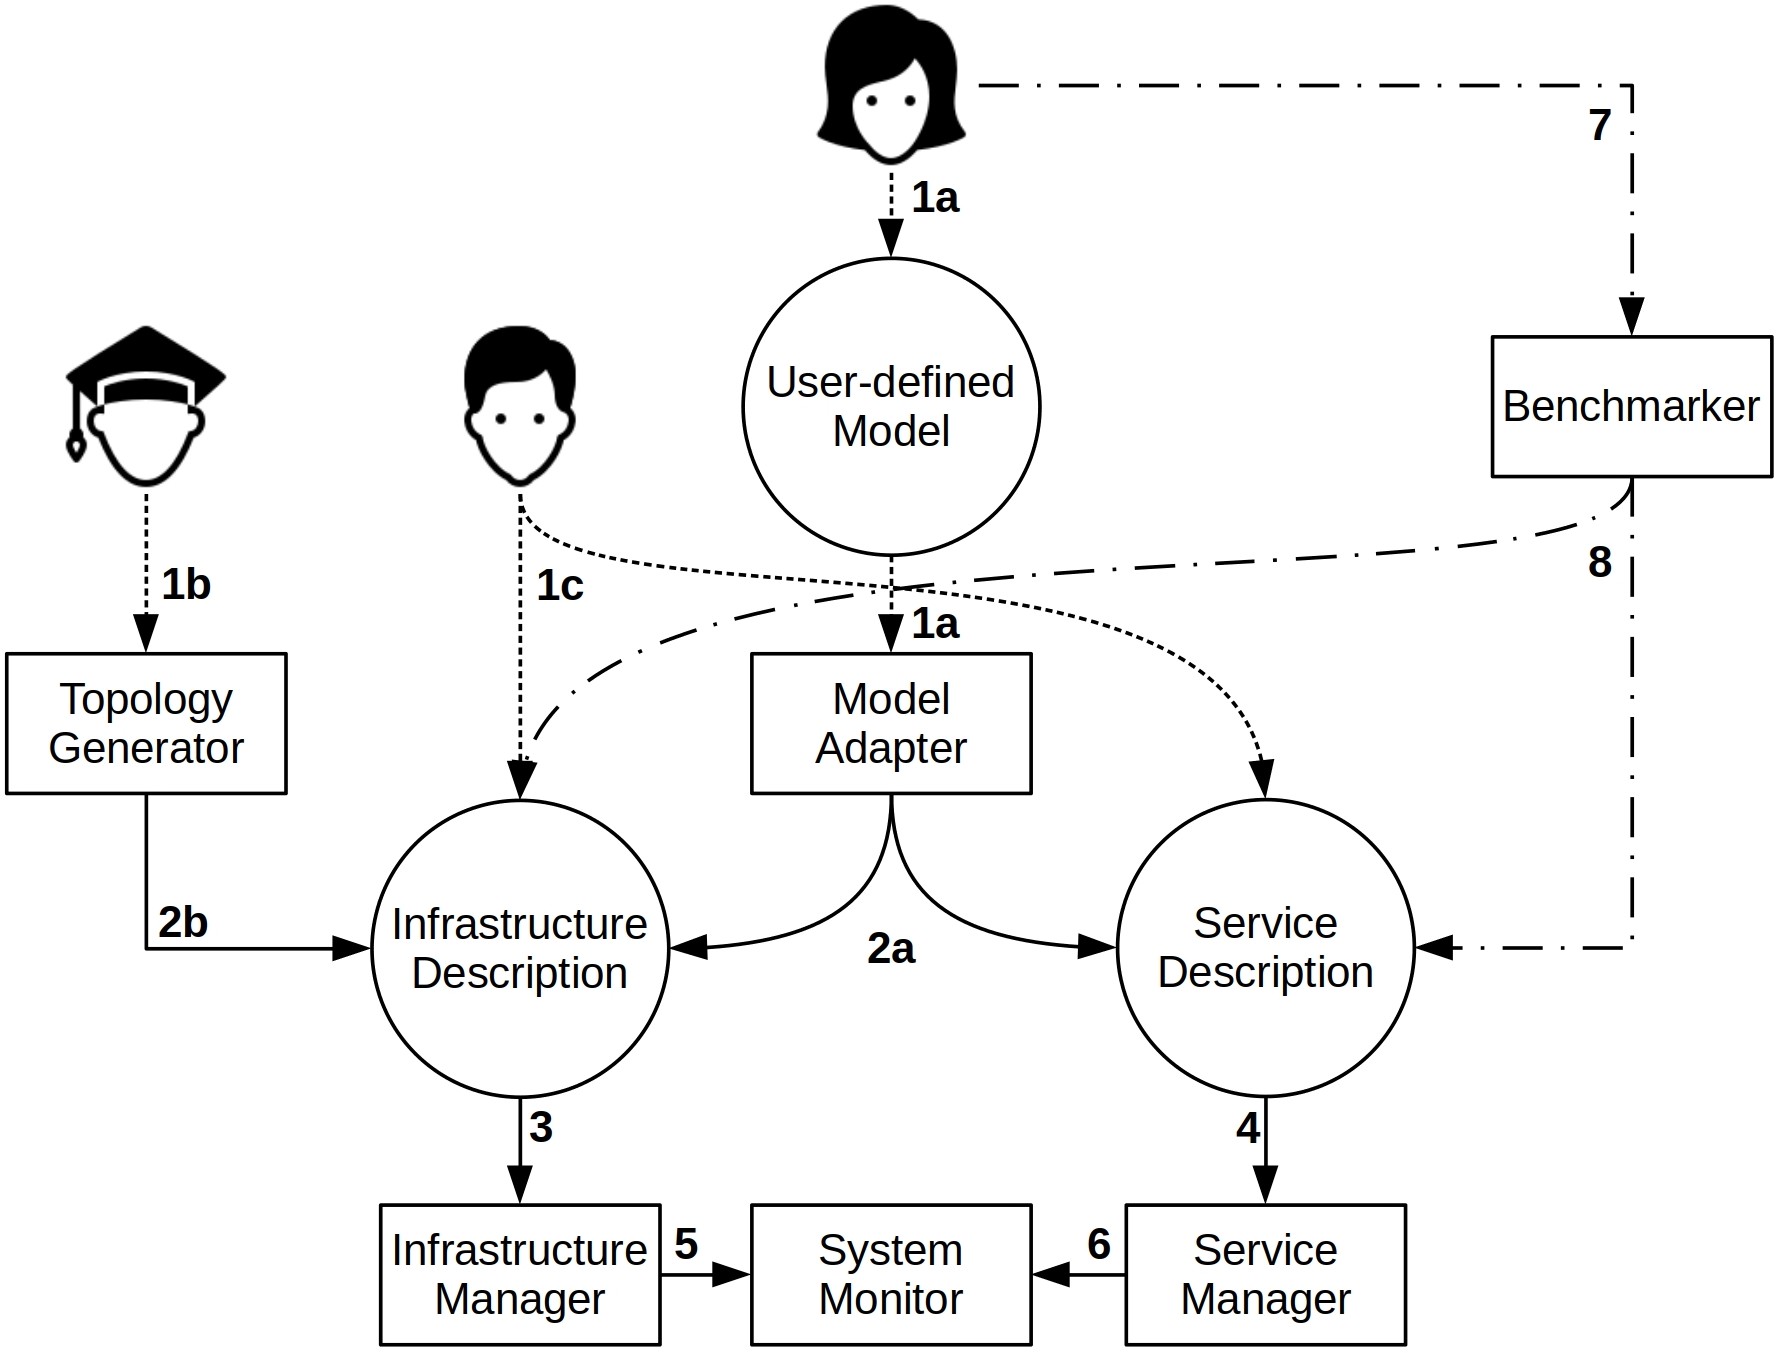 7
1a
User-defined
Model
Benchmarker
1b
1c
8
1a
Topology
Generator
Model
Adapter
2b
Infrastructure
Description
2a
Service
Description
3
4
Infrastructure
Manager
5
System
Monitor
6
Service
Manager